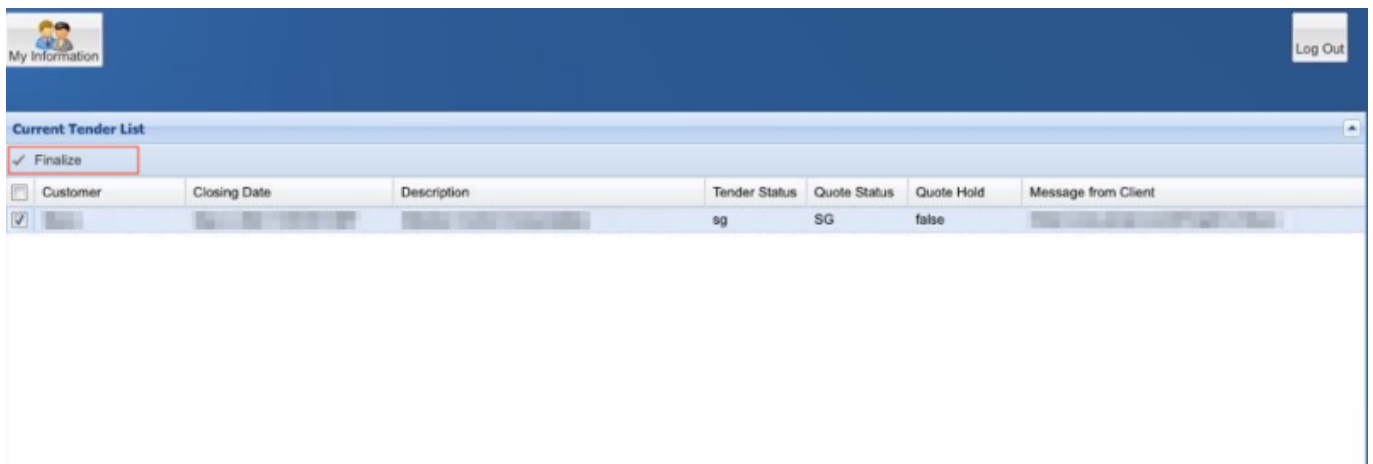 My Information
Log Out
Current Tender List
Finalize
Customer Closing Date Description Tender Status Quote Status Quote Hold Message from Client
sg SG false